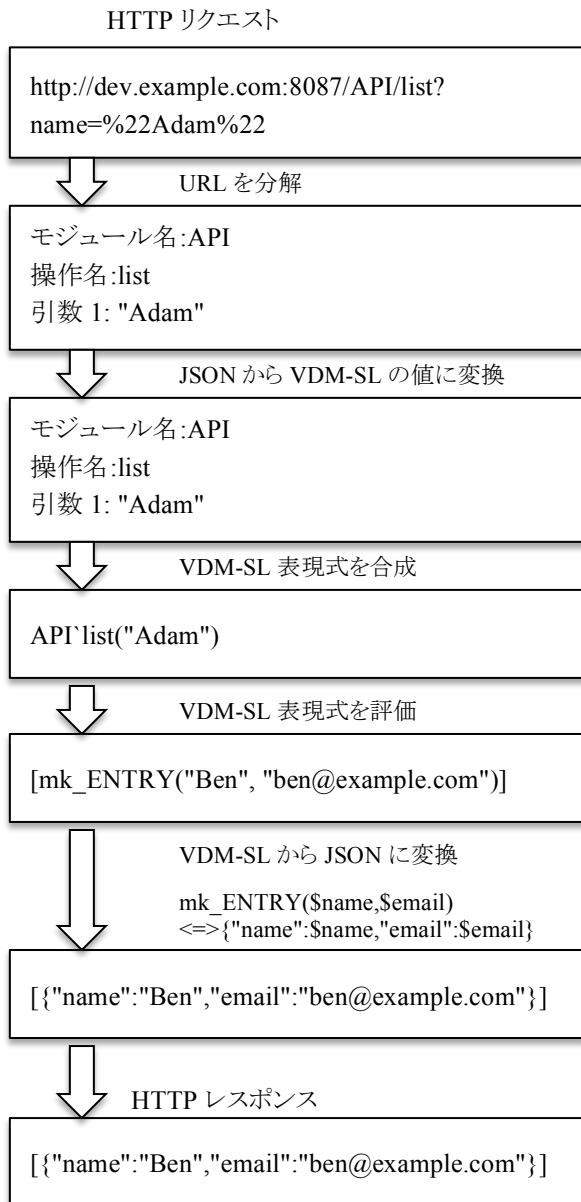 HTTP リクエスト
http://dev.example.com:8087/API/list?
name=%22Adam%22
URL を分解
モジュール名:API
操作名:list
引数 1: "Adam"
JSON から VDM-SL の値に変換
モジュール名:API
操作名:list
引数 1: "Adam"
VDM-SL 表現式を合成
API`list("Adam")
VDM-SL 表現式を評価
[mk_ENTRY("Ben", "ben@example.com")]
VDM-SL から JSON に変換
mk_ENTRY($name,$email)
<=>{"name":$name,"email":$email}
[{"name":"Ben","email":"ben@example.com"}]
HTTP レスポンス
[{"name":"Ben","email":"ben@example.com"}]